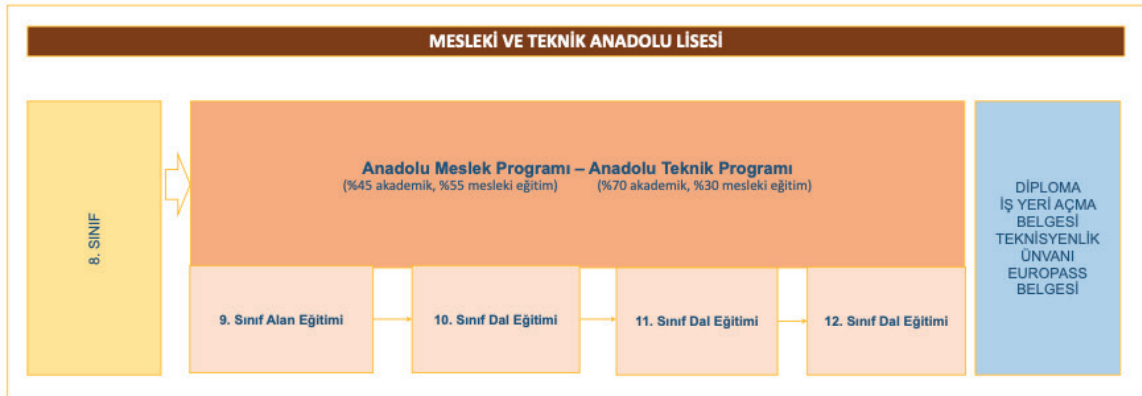 MESLEKİ VE TEKNİK ANADOLU LİSESİ
8. SINIF
Anadolu Meslek Programı – Anadolu Teknik Programı
(%45 akademik, %55 mesleki eğitim) (%70 akademik, %30 mesleki eğitim)
9. Sınıf Alan Eğitimi
10. Sınıf Dal Eğitimi
11. Sınıf Dal Eğitimi
12. Sınıf Dal Eğitimi
DİPLOMA
İŞ YERİ AÇMA
BELGESİ
TEKNİSYENLİK
ÜNVANI
EUROPASS
BELGESİ